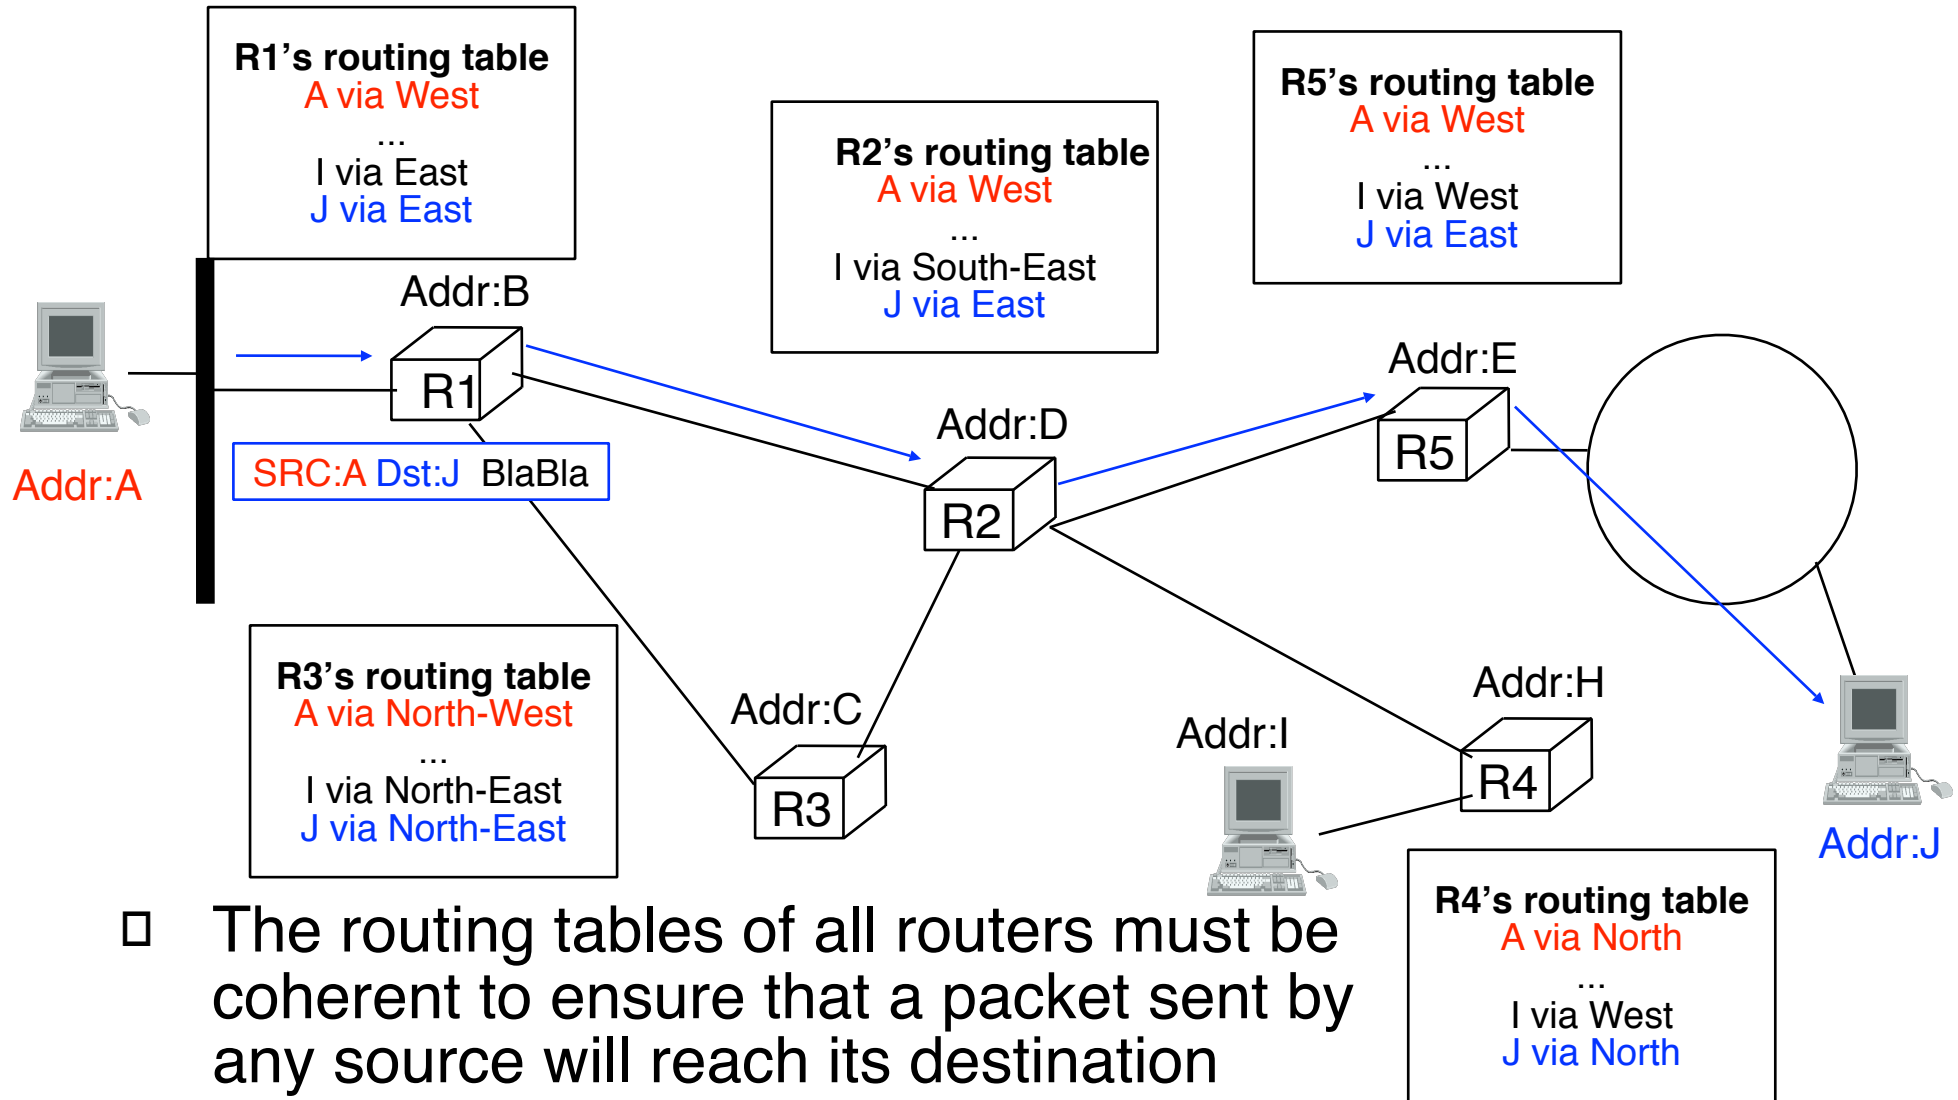 R1’s routing table
A via West
...
I via East
J via East
R2’s routing table
A via West
...
I via South-East
J via East
R5’s routing table
A via West
...
I via West
J via East
Addr:B
Addr:E
R1
Addr:D
R5
SRC:A Dst:J BlaBla
Addr:A
R2
R3’s routing table
A via North-West
...
I via North-East
J via North-East
Addr:C
Addr:H
Addr:I
R3
R4
Addr:J
R4’s routing table
A via North
...
I via West
J via North
The routing tables of all routers must be
coherent to ensure that a packet sent by
any source will reach its destination